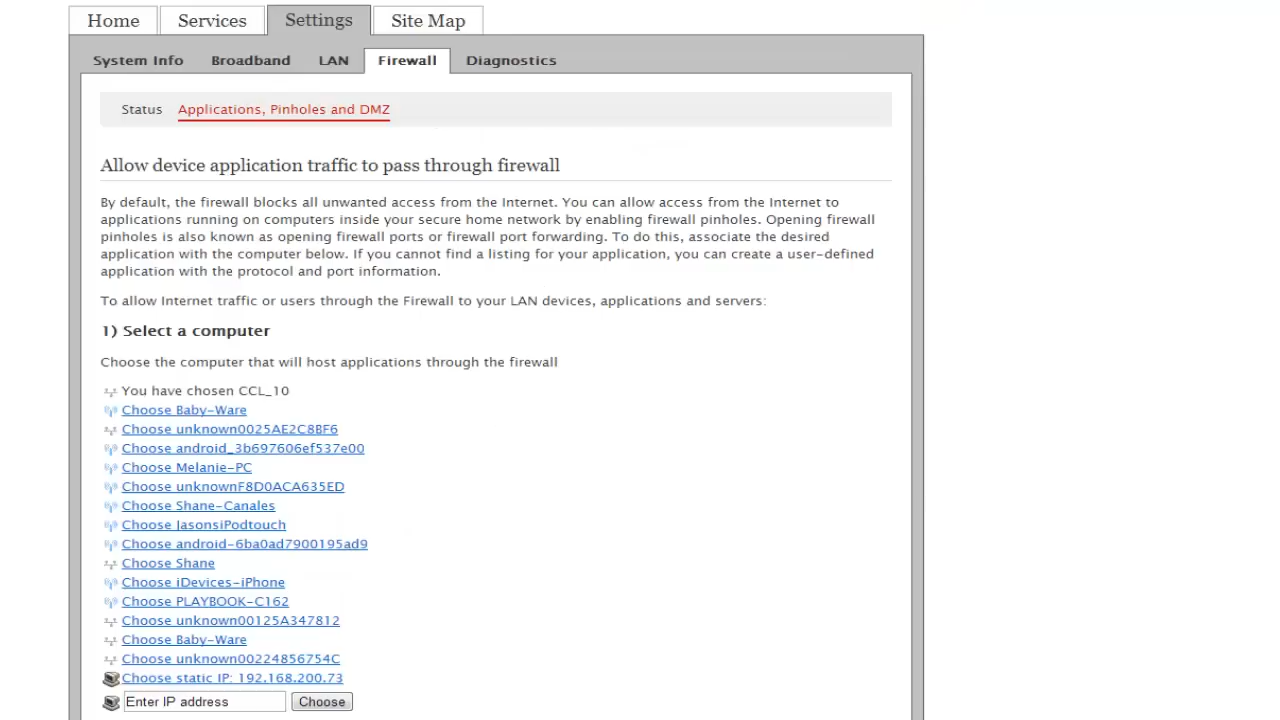 Home Services Settings Site Map
System Info Broadband LAN Firewall Diagnostics
Status Applications, Pinholes and DMZ
Allow device application traffic to pass through firewall
By default, the firewall blocks all unwanted access from the Internet. You can allow access from the Internet to
applications running on computers inside your secure home network by enabling firewall pinholes. Opening firewall
pinholes is also known as opening firewall ports or firewall port forwarding. To do this, associate the desired
application with the computer below. If you cannot find a listing for your application, you can create a user-defined
application with the protocol and port information.
To allow Internet traffic or users through the Firewall to your LAN devices, applications and servers:
1) Select a computer
Choose the computer that will host applications through the firewall
You have chosen CCL_10
Choose Baby-Ware
Choose unknown0025AE2C8BF6
Choose android_3b697606ef537e00
Choose Melanie-PC
Choose unknownF8D0ACA635ED
Choose Shane-Canales
Choose JasonsiPodtouch
Choose android-6ba0ad7900195ad9
Choose Shane
Choose iDevices-iPhone
Choose PLAYBOOK-C162
Choose unknown00125A347812
Choose Baby-Ware
Choose unknown00224856754C
Choose static IP: 192.168.200.73
Enter IP address Choose